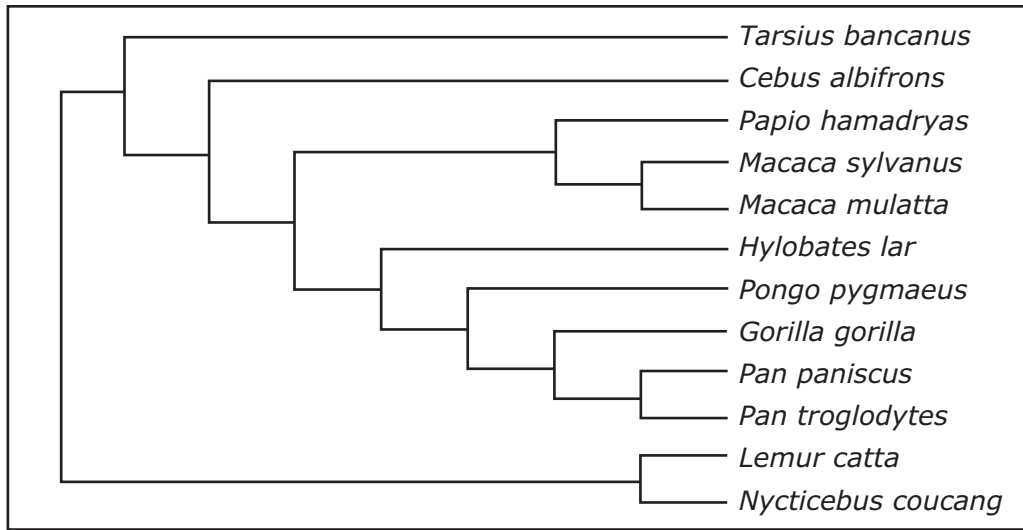 Tarsius bancanus
Cebus albifrons
Papio hamadryas
Macaca sylvanus
Macaca mulatta
Hylobates lar
Pongo pygmaeus
Gorilla gorilla
Pan paniscus
Pan troglodytes
Lemur catta
Nycticebus coucang